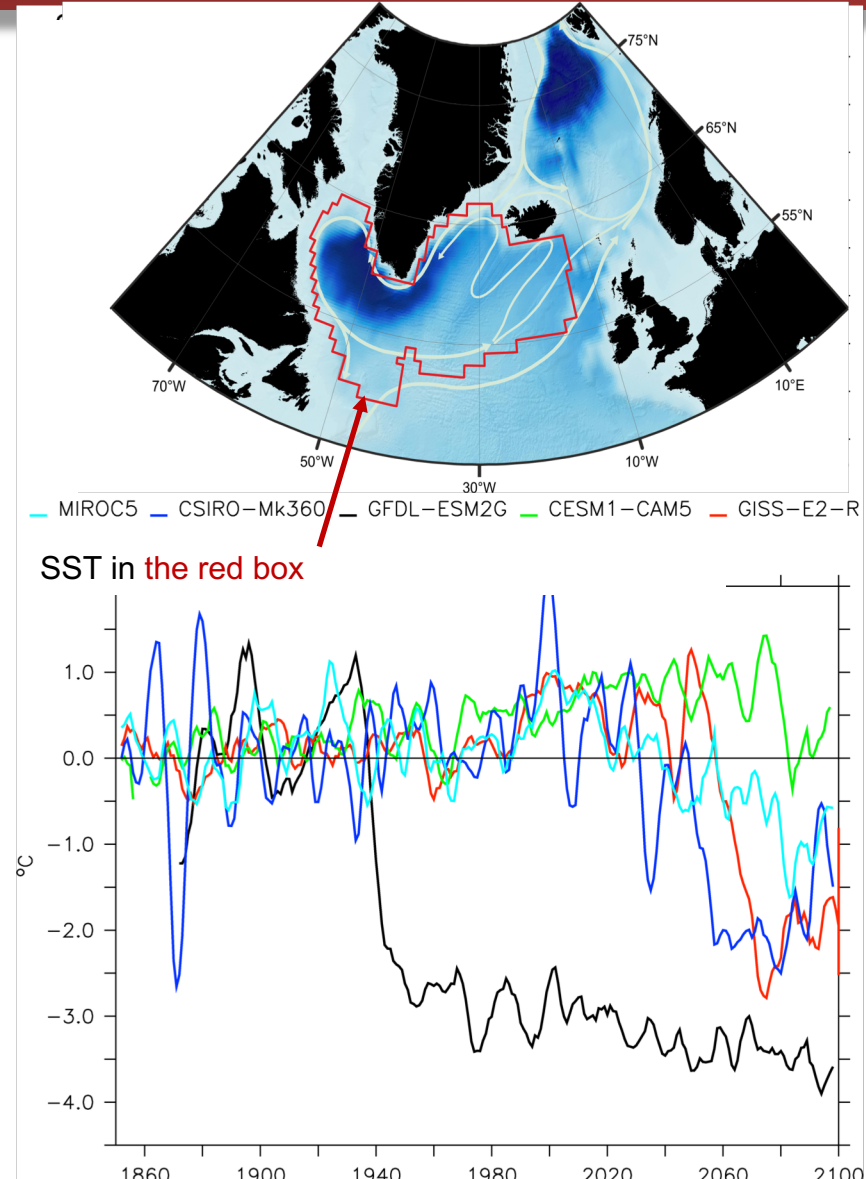 75°N
65°N
55°N
70°W
10°E
50°W
10°W
30°W
MIROC5 CSIRO-Mk360 GFDL-ESM2G CESM1-CAM5 GISS-E2-R
SST in the red box
1.0
0.0
-1.0
°C
-2.0
-3.0
-4.0
1860 1900 1940 1980 2020 2060 2100